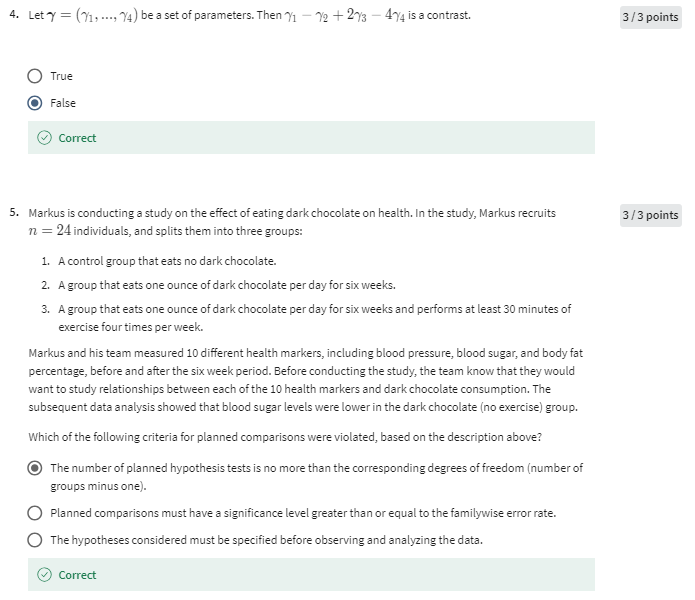 4. Let γ = (γ₁, ..., γ₄) be a set of parameters. Then γ₁ − γ₂ + 2γ₃ − 4γ₄ is a contrast.
3 / 3 points
True
False
Correct
5. Markus is conducting a study on the effect of eating dark chocolate on health. In the study, Markus recruits
3 / 3 points
n = 24 individuals, and splits them into three groups:
1. A control group that eats no dark chocolate.
2. A group that eats one ounce of dark chocolate per day for six weeks.
3. A group that eats one ounce of dark chocolate per day for six weeks and performs at least 30 minutes of
exercise four times per week.
Markus and his team measured 10 different health markers, including blood pressure, blood sugar, and body fat
percentage, before and after the six week period. Before conducting the study, the team know that they would
want to study relationships between each of the 10 health markers and dark chocolate consumption. The
subsequent data analysis showed that blood sugar levels were lower in the dark chocolate (no exercise) group.
Which of the following criteria for planned comparisons were violated, based on the description above?
The number of planned hypothesis tests is no more than the corresponding degrees of freedom (number of
groups minus one).
Planned comparisons must have a significance level greater than or equal to the familywise error rate.
The hypotheses considered must be specified before observing and analyzing the data.
Correct